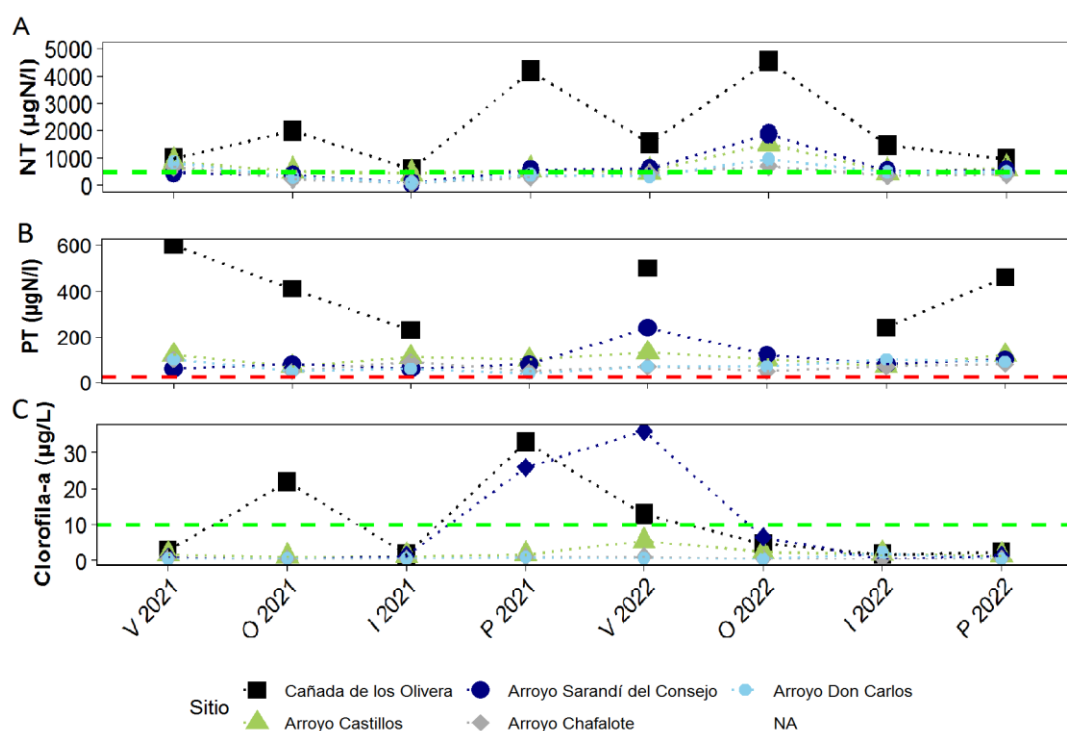 A
NT (µgN/l)
5000
4000
3000
2000
1000
0
B
PT (µgN/l)
600
400
200
0
C
Clorofila-a (µg/L)
30
20
10
0
V 2021
O 2021
I 2021
P 2021
V 2022
O 2022
I 2022
P 2022
Sitio
Cañada de los Olivera
Arroyo Sarandí del Consejo
Arroyo Don Carlos
Arroyo Castillos
Arroyo Chafalote
NA